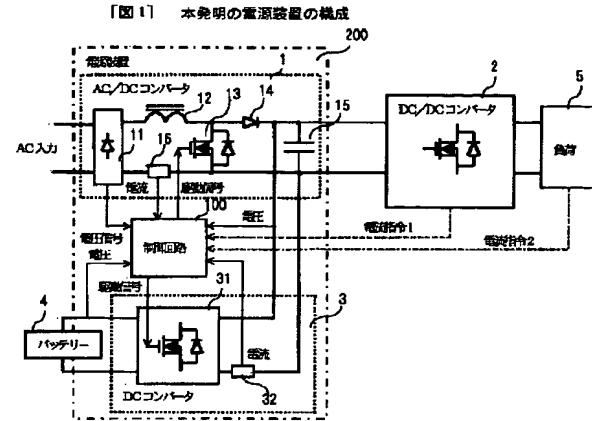 「図1」 本発明の電源装置の構成
200
電源装置
1
AC/DCコンバータ
12
13
14
15
11
16
AC入力
電流
駆動信号
100
電圧
制御回路
電圧信号
電圧
駆動信号
2
DC/DCコンバータ
5
負荷
電流指令1
電流指令2
4
バッテリー
31
3
電流
32
DCコンバータ